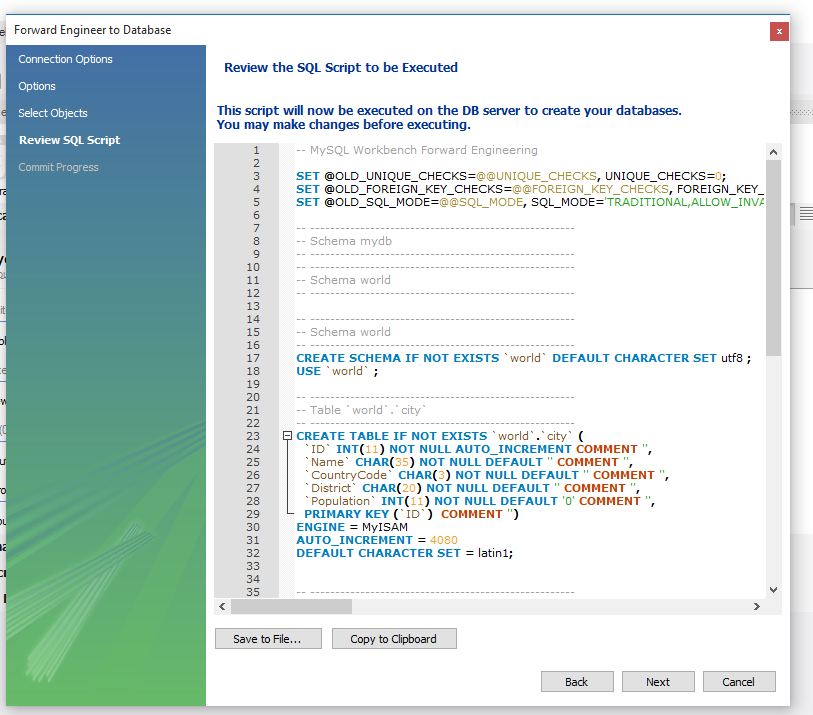 Forward Engineer to Database
x
Connection Options
Options
Select Objects
Review SQL Script
Commit Progress
Review the SQL Script to be Executed
This script will now be executed on the DB server to create your databases.
You may make changes before executing.
1 -- MySQL Workbench Forward Engineering
2
3 SET @OLD_UNIQUE_CHECKS=@@UNIQUE_CHECKS, UNIQUE_CHECKS=0;
4 SET @OLD_FOREIGN_KEY_CHECKS=@@FOREIGN_KEY_CHECKS, FOREIGN_KEY_
5 SET @OLD_SQL_MODE=@@SQL_MODE, SQL_MODE='TRADITIONAL,ALLOW_INVA
6
7 -- -----------------------------------------------------
8 -- Schema mydb
9 -- -----------------------------------------------------
10 -- -----------------------------------------------------
11 -- Schema world
12 -- -----------------------------------------------------
13
14 -- -----------------------------------------------------
15 -- Schema world
16 -- -----------------------------------------------------
17 CREATE SCHEMA IF NOT EXISTS `world` DEFAULT CHARACTER SET utf8 ;
18 USE `world` ;
19
20 -- -----------------------------------------------------
21 -- Table `world`.`city`
22 -- -----------------------------------------------------
23 CREATE TABLE IF NOT EXISTS `world`.`city` (
24 `ID` INT(11) NOT NULL AUTO_INCREMENT COMMENT '',
25 `Name` CHAR(35) NOT NULL DEFAULT '' COMMENT '',
26 `CountryCode` CHAR(3) NOT NULL DEFAULT '' COMMENT '',
27 `District` CHAR(20) NOT NULL DEFAULT '' COMMENT '',
28 `Population` INT(11) NOT NULL DEFAULT '0' COMMENT '',
29 PRIMARY KEY (`ID`)  COMMENT '')
30 ENGINE = MyISAM
31 AUTO_INCREMENT = 4080
32 DEFAULT CHARACTER SET = latin1;
33
34
35 -- -----------------------------------------------------
Save to File...
Copy to Clipboard
Back
Next
Cancel